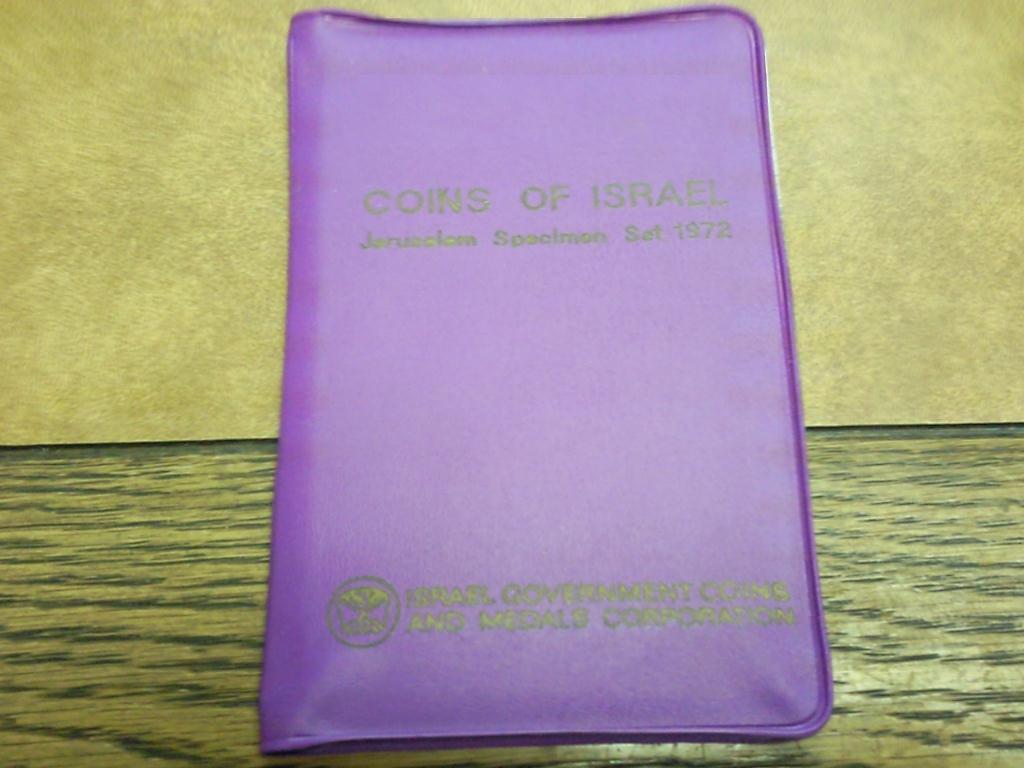 COINS OF ISRAEL
Jerusalem Specimen Set 1972
ISRAEL GOVERNMENT COINS
AND MEDALS CORPORATION